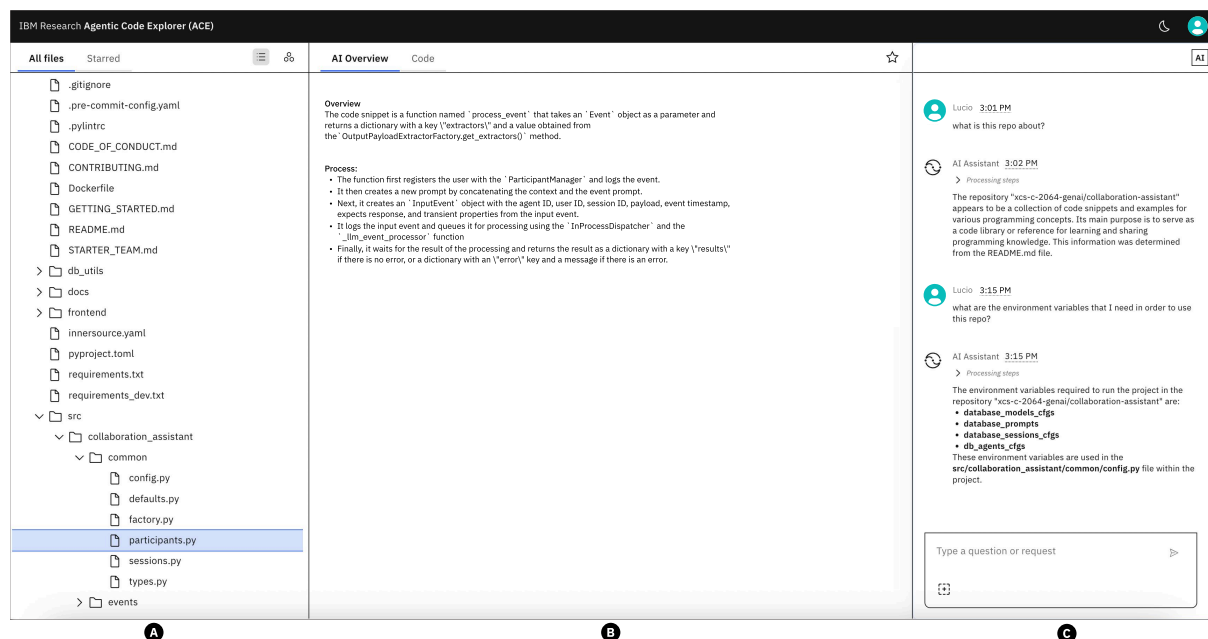 IBM Research Agentic Code Explorer (ACE)
All files
Starred
.gitignore
.pre-commit-config.yaml
.pylintrc
CODE_OF_CONDUCT.md
CONTRIBUTING.md
Dockerfile
GETTING_STARTED.md
README.md
STARTER_TEAM.md
db_utils
docs
frontend
innersource.yaml
pyproject.toml
requirements.txt
requirements_dev.txt
src
collaboration_assistant
common
config.py
defaults.py
factory.py
participants.py
sessions.py
types.py
events
AI Overview
Code
Overview
The code snippet is a function named `process_event` that takes an `Event` object as a parameter and
returns a dictionary with a key \"extractors\" and a value obtained from
the`OutputPayloadExtractorFactory.get_extractors()` method.
Process:
• The function first registers the user with the `ParticipantManager` and logs the event.
• It then creates a new prompt by concatenating the context and the event prompt.
• Next, it creates an `InputEvent` object with the agent ID, user ID, session ID, payload, event timestamp,
expects response, and transient properties from the input event.
• It logs the input event and queues it for processing using the `InProcessDispatcher` and the
`_llm_event_processor` function
• Finally, it waits for the result of the processing and returns the result as a dictionary with a key \"results\"
if there is no error, or a dictionary with an \"error\" key and a message if there is an error.
AI
Lucio 3:01 PM
what is this repo about?
AI Assistant 3:02 PM
Processing steps
The repository "xcs-c-2064-genai/collaboration-assistant"
appears to be a collection of code snippets and examples for
various programming concepts. Its main purpose is to serve as
a code library or reference for learning and sharing
programming knowledge. This information was determined
from the README.md file.
Lucio 3:15 PM
what are the environment variables that I need in order to use
this repo?
AI Assistant 3:15 PM
Processing steps
The environment variables required to run the project in the
repository "xcs-c-2064-genai/collaboration-assistant" are:
• database_models_cfgs
• database_prompts
• database_sessions_cfgs
• db_agents_cfgs
These environment variables are used in the
src/collaboration_assistant/common/config.py file within the
project.
Type a question or request
A
B
C